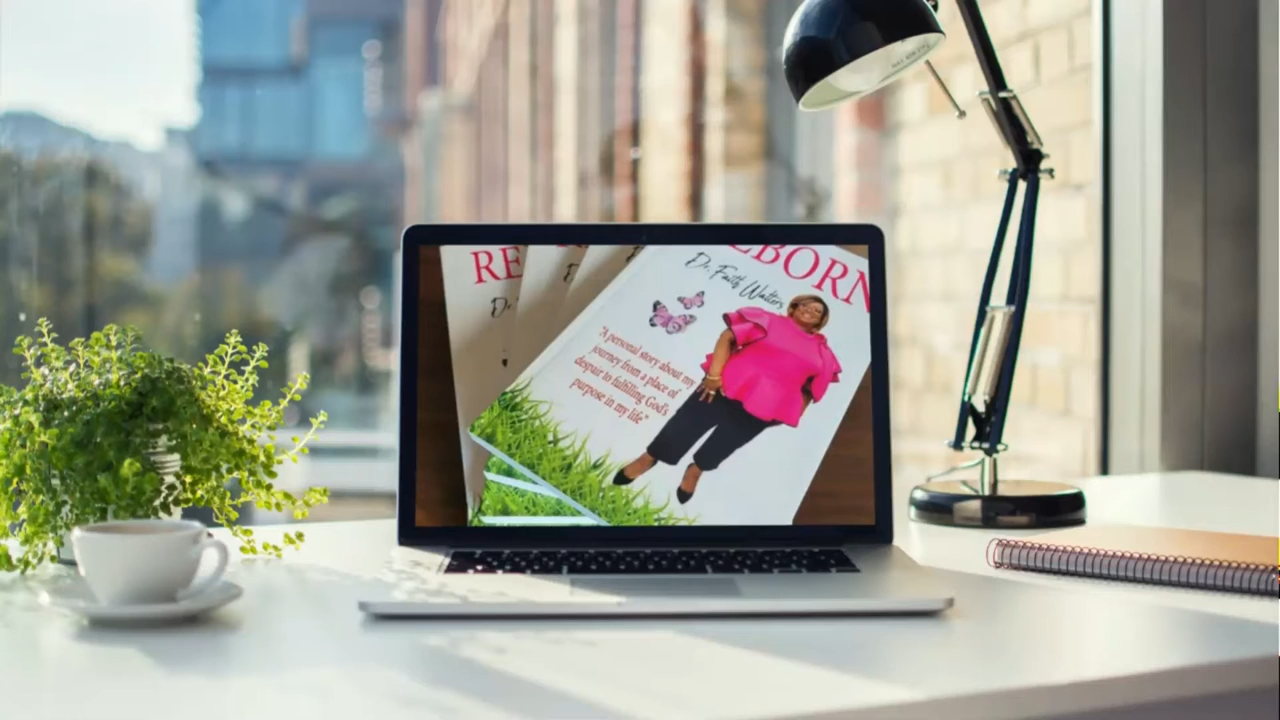 RE
Dr.
EBORN
Dr. Faith Walters
"A personal story about my
journey from a place of
despair to fulfilling God's
purpose in my life"